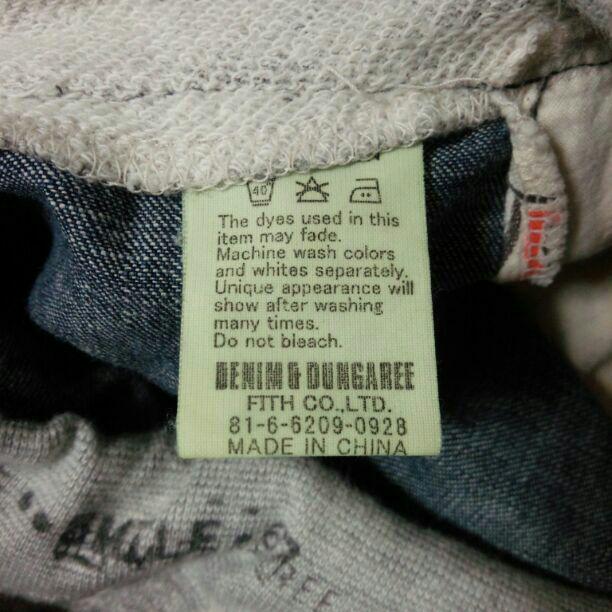 40
The dyes used in this
item may fade.
Machine wash colors
and whites separately.
Unique appearance will
show after washing
many times.
Do not bleach.
DENIM & DUNGAREE
FITH CO.,LTD.
81-6-6209-0928
MADE IN CHINA